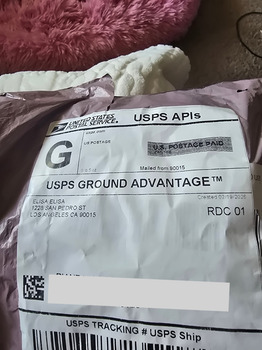 UNITED STATES POSTAL SERVICE
USPS APIs
G
US POSTAGE
U.S. POSTAGE PAID
Mailed from 90015
USPS GROUND ADVANTAGE™
ELISA ELISA
1225 SAN PEDRO ST
LOS ANGELES CA 90015
RDC 01
USPS TRACKING # USPS Ship